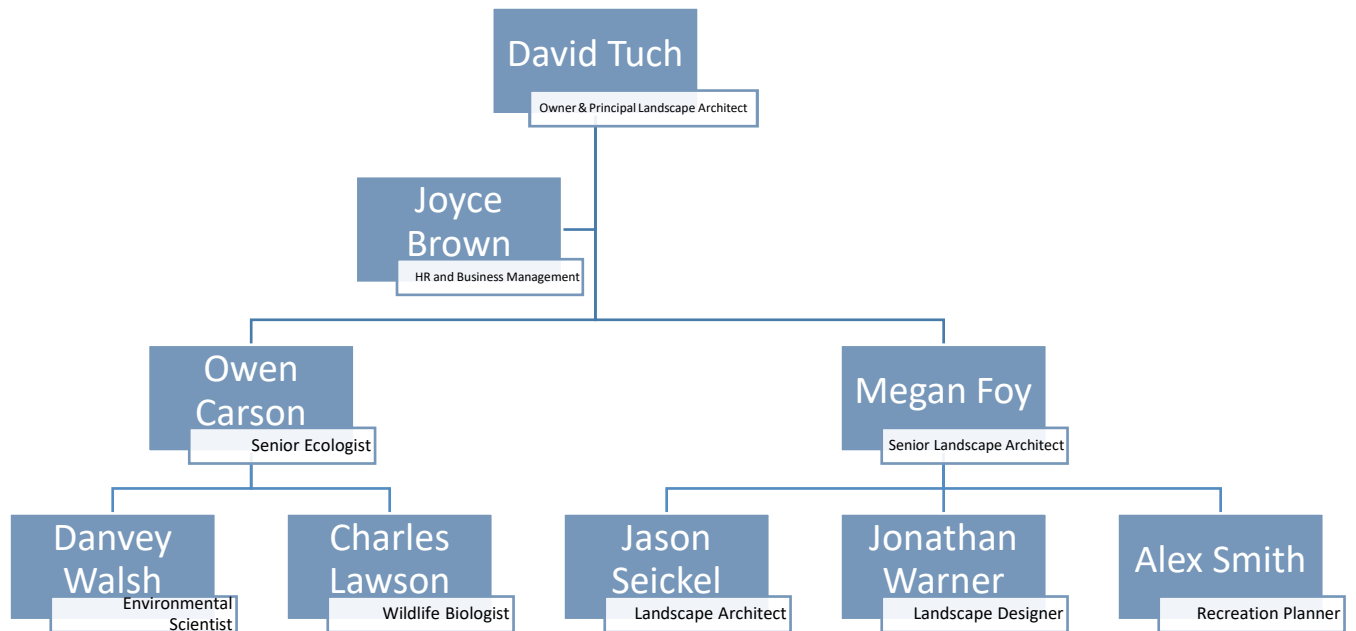 David Tuch
Owner & Principal Landscape Architect
Joyce
Brown
HR and Business Management
Owen
Carson
Senior Ecologist
Megan Foy
Senior Landscape Architect
Danvey
Walsh
Environmental
Scientist
Charles
Lawson
Wildlife Biologist
Jason
Seickel
Landscape Architect
Jonathan
Warner
Landscape Designer
Alex Smith
Recreation Planner